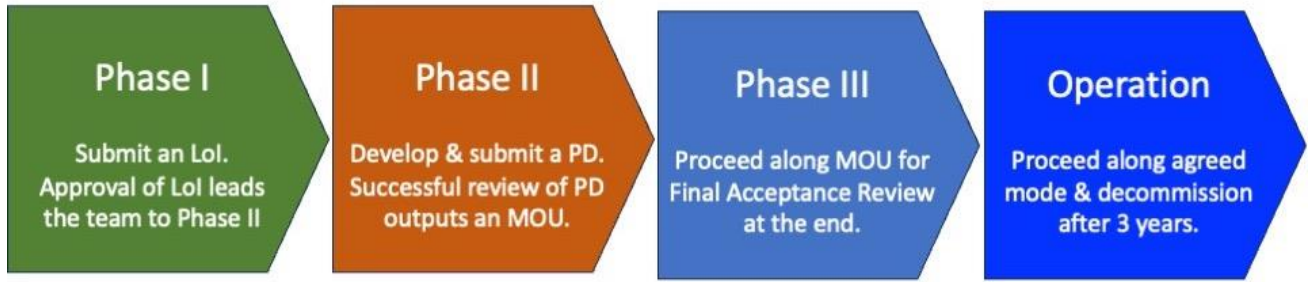 Phase I
Submit an LoI.
Approval of LoI leads
the team to Phase II
Phase II
Develop & submit a PD.
Successful review of PD
outputs an MOU.
Phase III
Proceed along MOU for
Final Acceptance Review
at the end.
Operation
Proceed along agreed
mode & decommission
after 3 years.